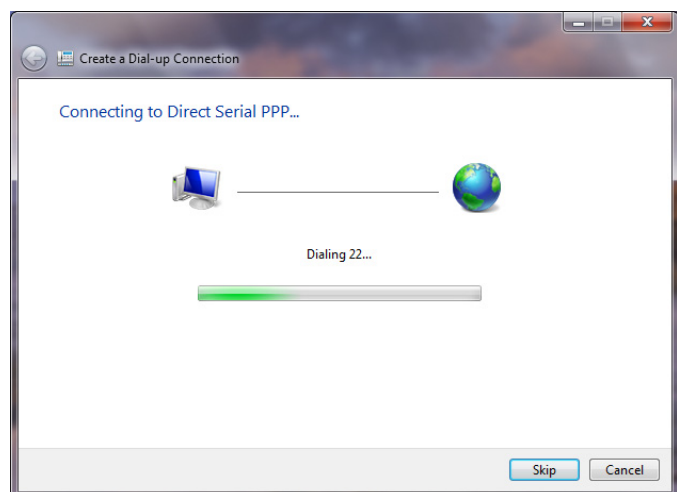 Create a Dial-up Connection
Connecting to Direct Serial PPP...
Dialing 22...
Skip
Cancel